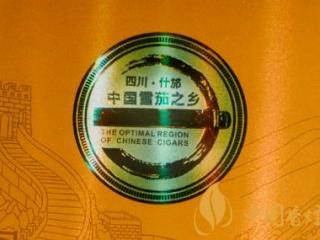 四川·什邡
中国雪茄之乡
THE OPTIMAL REGION
OF CHINESE CIGARS